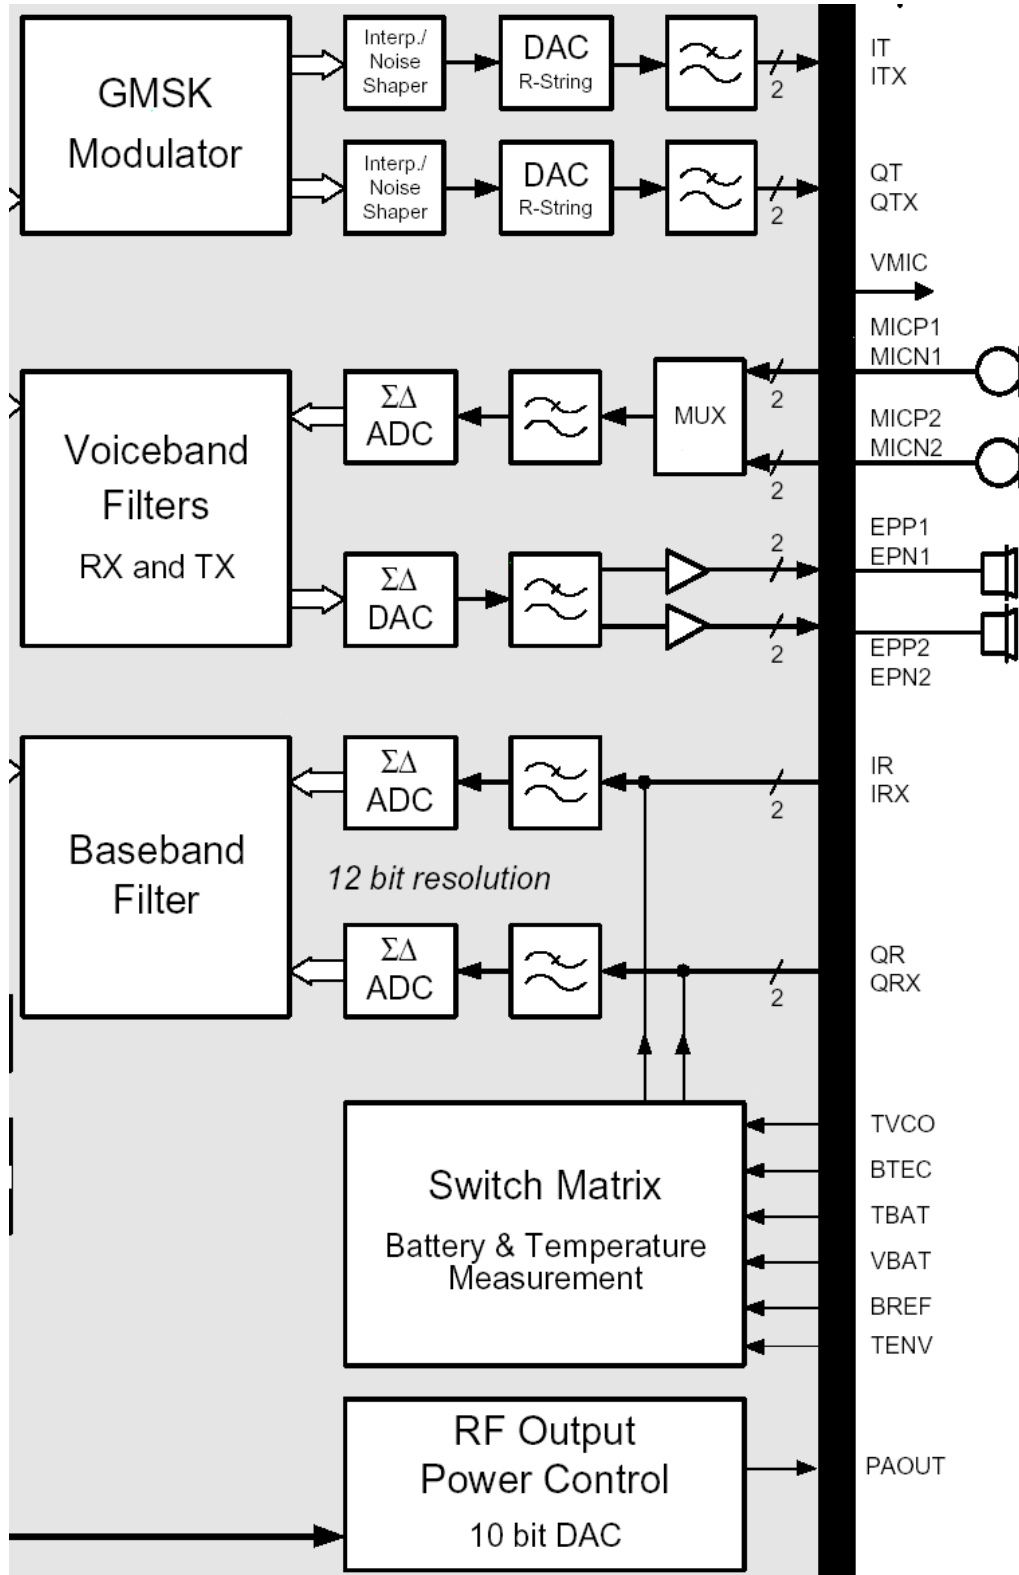 GMSK
Modulator
Interp./
Noise
Shaper
DAC
R-String
2
IT
ITX
Interp./
Noise
Shaper
DAC
R-String
2
QT
QTX
VMIC
MICP1
MICN1
2
MICP2
MICN2
2
MUX
ΣΔ
ADC
Voiceband
Filters
RX and TX
ΣΔ
DAC
2
EPP1
EPN1
2
EPP2
EPN2
Baseband
Filter
ΣΔ
ADC
2
IR
IRX
12 bit resolution
ΣΔ
ADC
2
QR
QRX
Switch Matrix
Battery & Temperature
Measurement
TVCO
BTEC
TBAT
VBAT
BREF
TENV
RF Output
Power Control
10 bit DAC
PAOUT